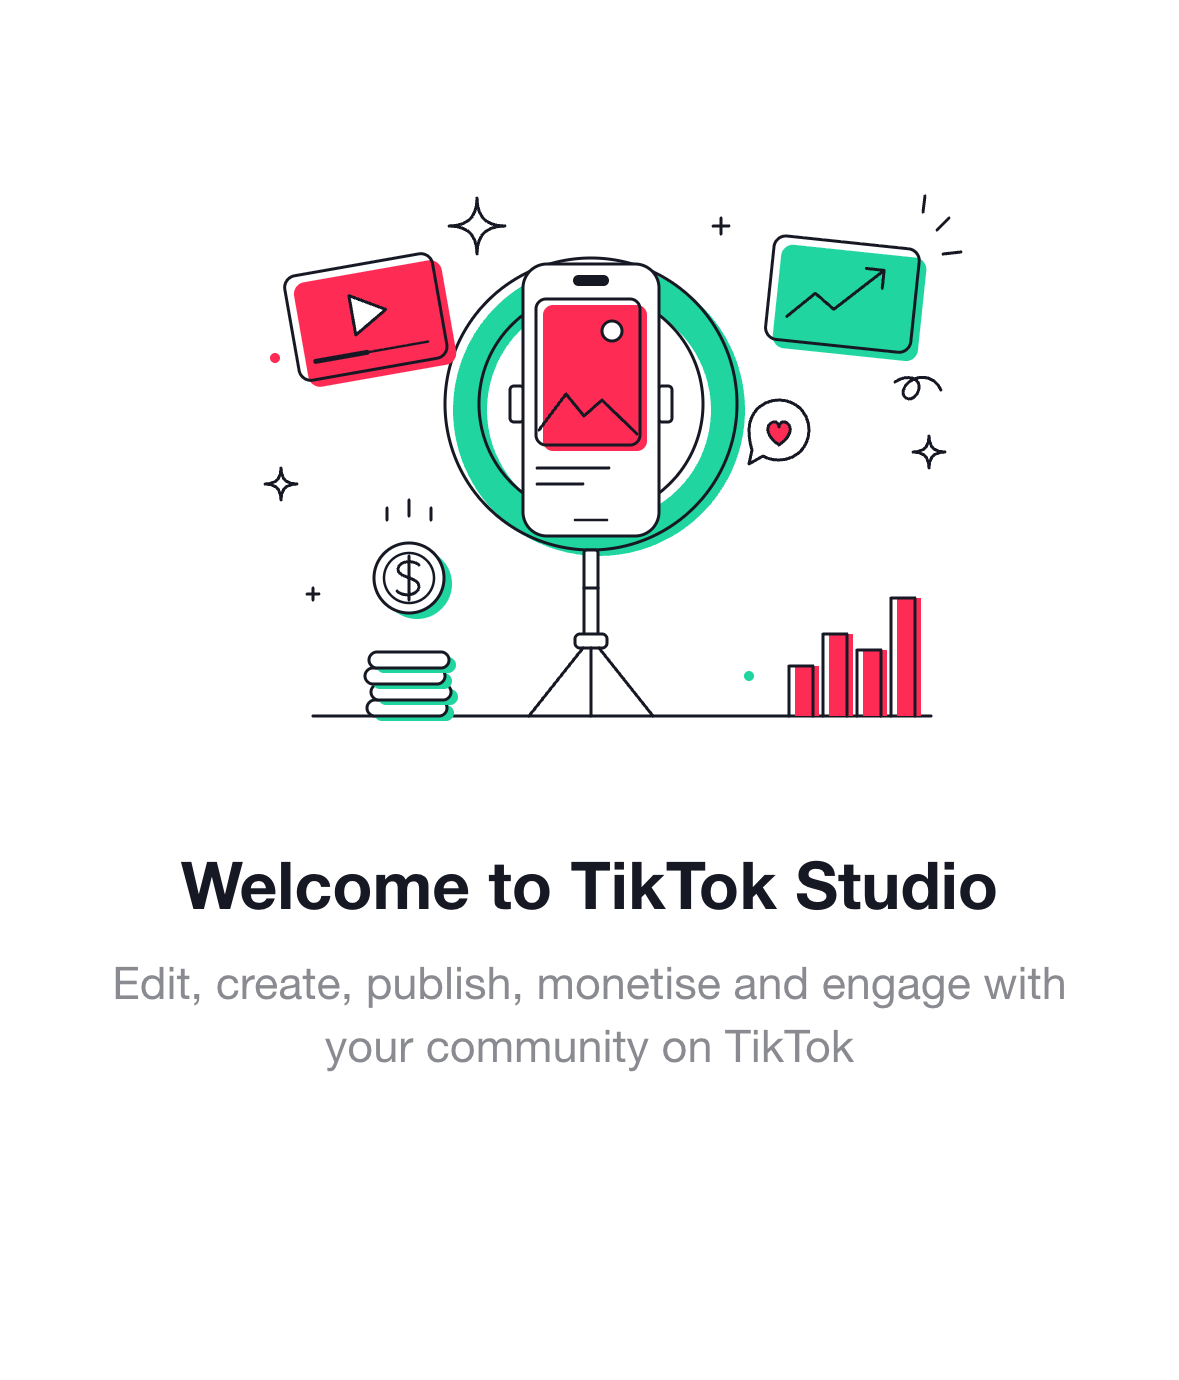 Welcome to TikTok Studio
Edit, create, publish, monetise and engage with
your community on TikTok